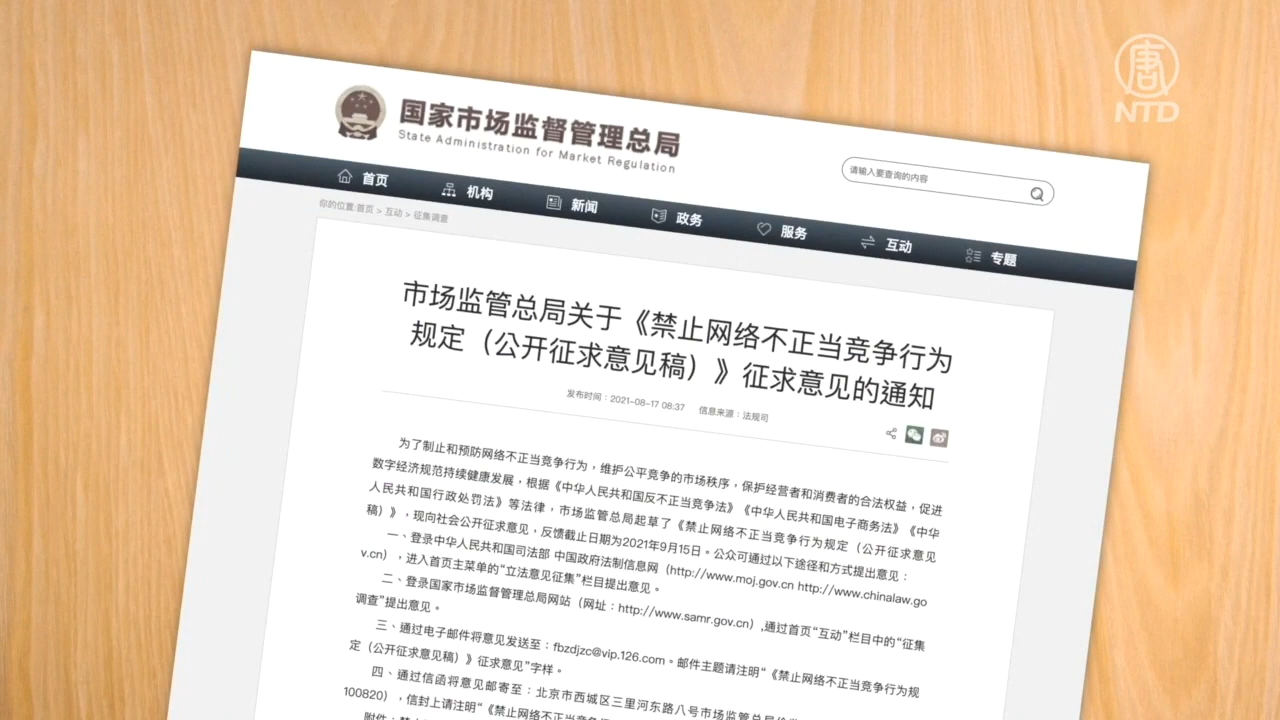 唐
NTD
国家市场监督管理总局
State Administration for Market Regulation
请输入要查询的内容
首页 机构 新闻 政务 服务 互动 专题
你的位置:首页 > 互动 > 征集调查
市场监管总局关于《禁止网络不正当竞争行为
规定（公开征求意见稿）》征求意见的通知
发布时间：2021-08-17 08:37 信息来源：法规司
为了制止和预防网络不正当竞争行为，维护公平竞争的市场秩序，保护经营者和消费者的合法权益，促进
数字经济规范持续健康发展，根据《中华人民共和国反不正当竞争法》《中华人民共和国电子商务法》《中华
人民共和国行政处罚法》等法律，市场监管总局起草了《禁止网络不正当竞争行为规定（公开征求意见
稿）》，现向社会公开征求意见，反馈截止日期为2021年9月15日。公众可通过以下途径和方式提出意见：
一、登录中华人民共和国司法部 中国政府法制信息网（http://www.moj.gov.cn http://www.chinalaw.go
v.cn），进入首页主菜单的“立法意见征集”栏目提出意见。
二、登录国家市场监督管理总局网站（网址：http://www.samr.gov.cn）,通过首页“互动”栏目中的“征集
调查”提出意见。
三、通过电子邮件将意见发送至：fbzdjzc@vip.126.com。邮件主题请注明“《禁止网络不正当竞争行为规
定（公开征求意见稿）》征求意见”字样。
四、通过信函将意见邮寄至：北京市西城区三里河东路八号市场监管总局
100820），信封上请注明“《禁止网络不正当竞争
附件：